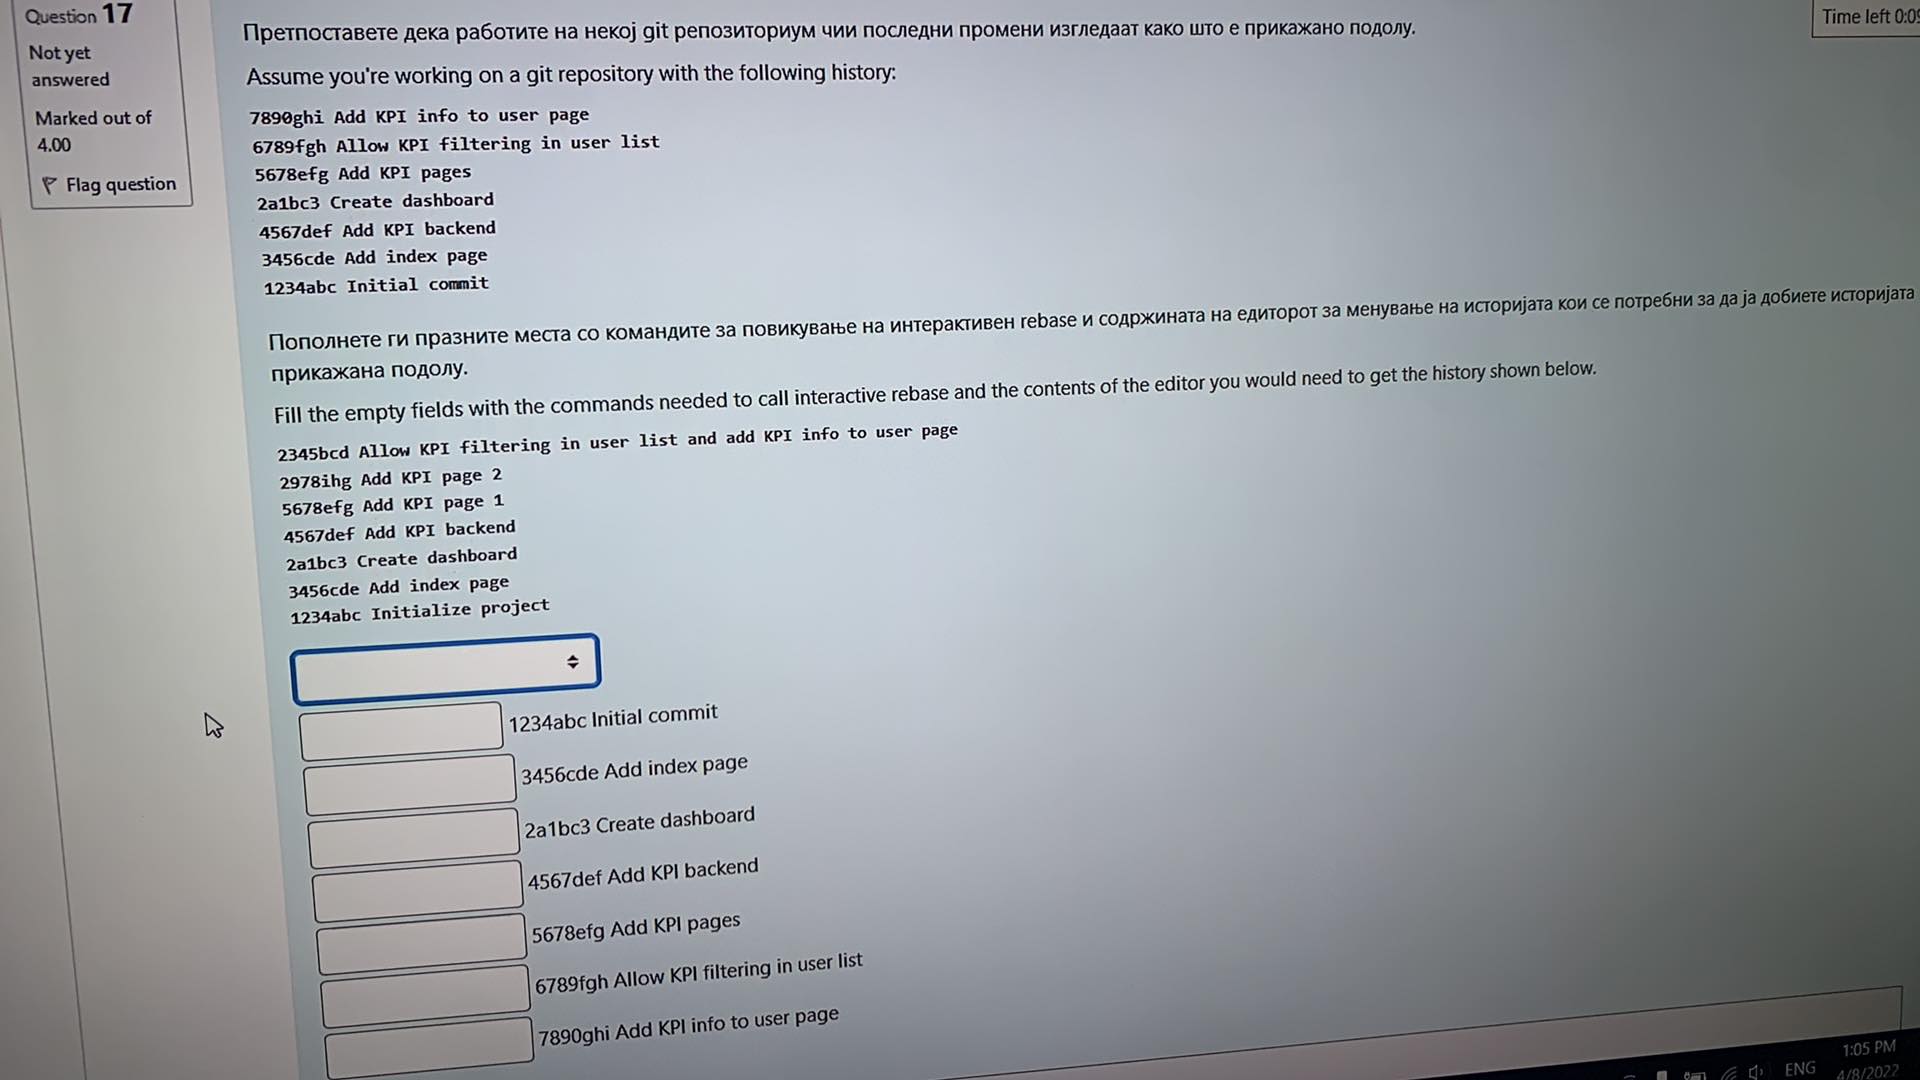 Question 17
Not yet
answered
Marked out of
4.00
Flag question
Time left 0:09
Претпоставете дека работите на некој git репозиториум чии последни промени изгледаат како што е прикажано подолу.
Assume you're working on a git repository with the following history:
7890ghi Add KPI info to user page
6789fgh Allow KPI filtering in user list
5678efg Add KPI pages
2a1bc3 Create dashboard
4567def Add KPI backend
3456cde Add index page
1234abc Initial commit
Пополнете ги празните места со командите за повикување на интерактивен rebase и содржината на едиторот за менување на историјата кои се потребни за да ја добиете историјата
прикажана подолу.
Fill the empty fields with the commands needed to call interactive rebase and the contents of the editor you would need to get the history shown below.
2345bcd Allow KPI filtering in user list and add KPI info to user page
2978ihg Add KPI page 2
5678efg Add KPI page 1
4567def Add KPI backend
2a1bc3 Create dashboard
3456cde Add index page
1234abc Initialize project
1234abc Initial commit
3456cde Add index page
2a1bc3 Create dashboard
4567def Add KPI backend
5678efg Add KPI pages
6789fgh Allow KPI filtering in user list
7890ghi Add KPI info to user page
ENG
1:05 PM
4/8/2022